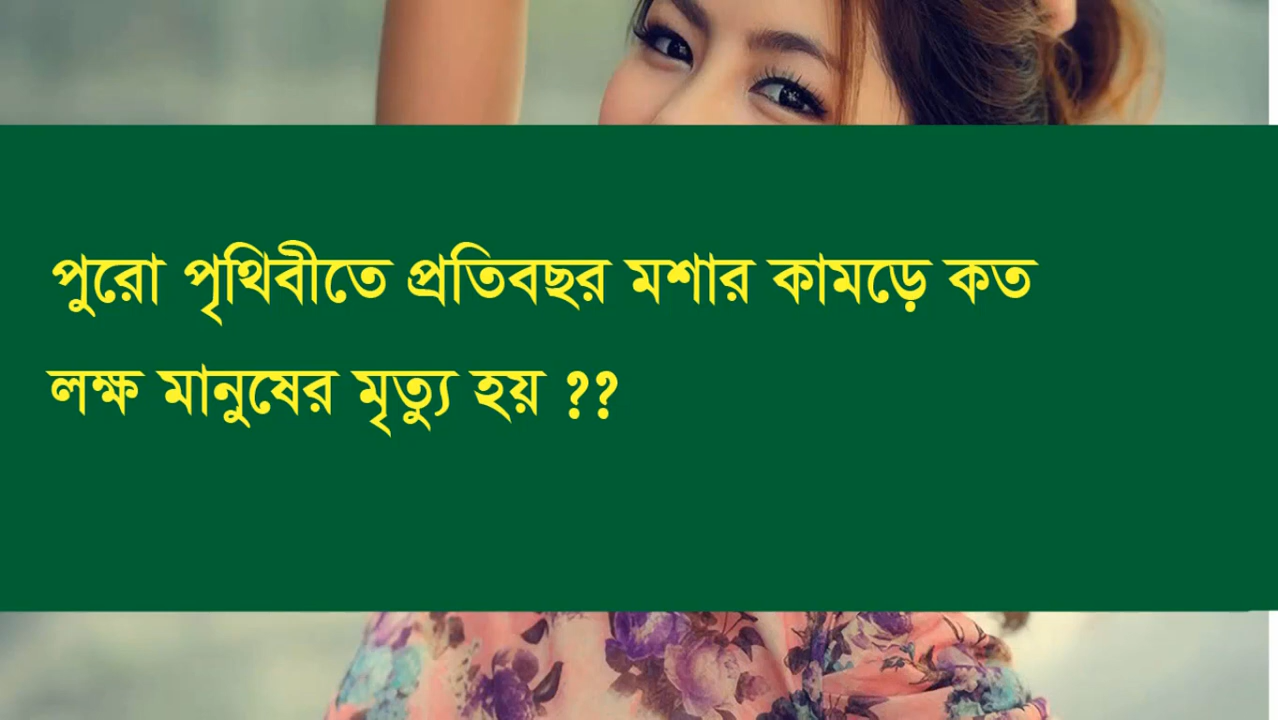 পুরো পৃথিবীতে প্রতিবছর মশার কামড়ে কত
লক্ষ মানুষের মৃত্যু হয় ??